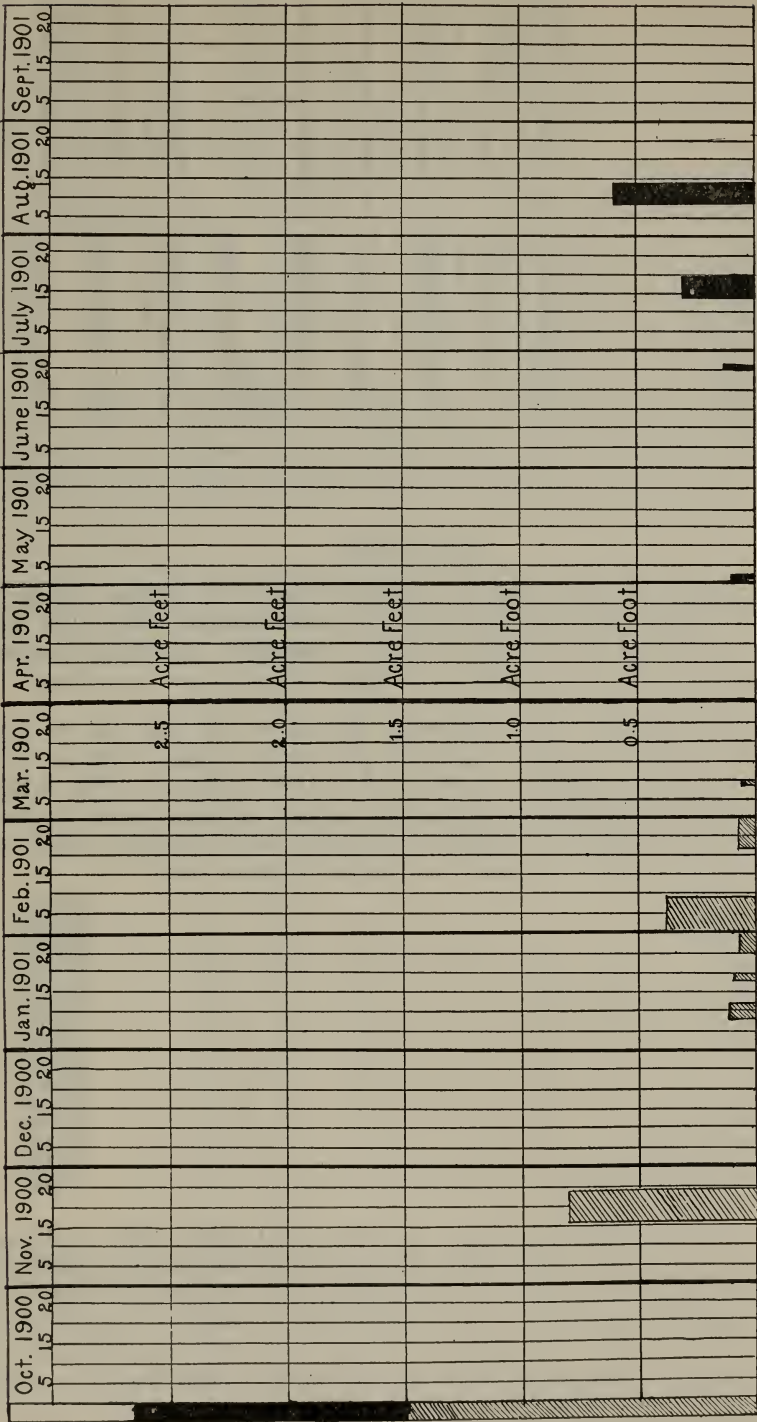 Oct. 1900 Nov. 1900 Dec. 1900 Jan. 1901 Feb. 1901 Mar. 1901 Apr. 1901 May 1901 June 1901 July 1901 Aug. 1901 Sept. 1901
5 15 20 5 15 20 5 15 20 5 15 20 5 15 20 5 15 20 5 15 20 5 15 20 5 15 20 5 15 20 5 15 20 5 15 20
2.5 Acre Feet
2.0 Acre Feet
1.5 Acre Feet
1.0 Acre Foot
0.5 Acre Foot